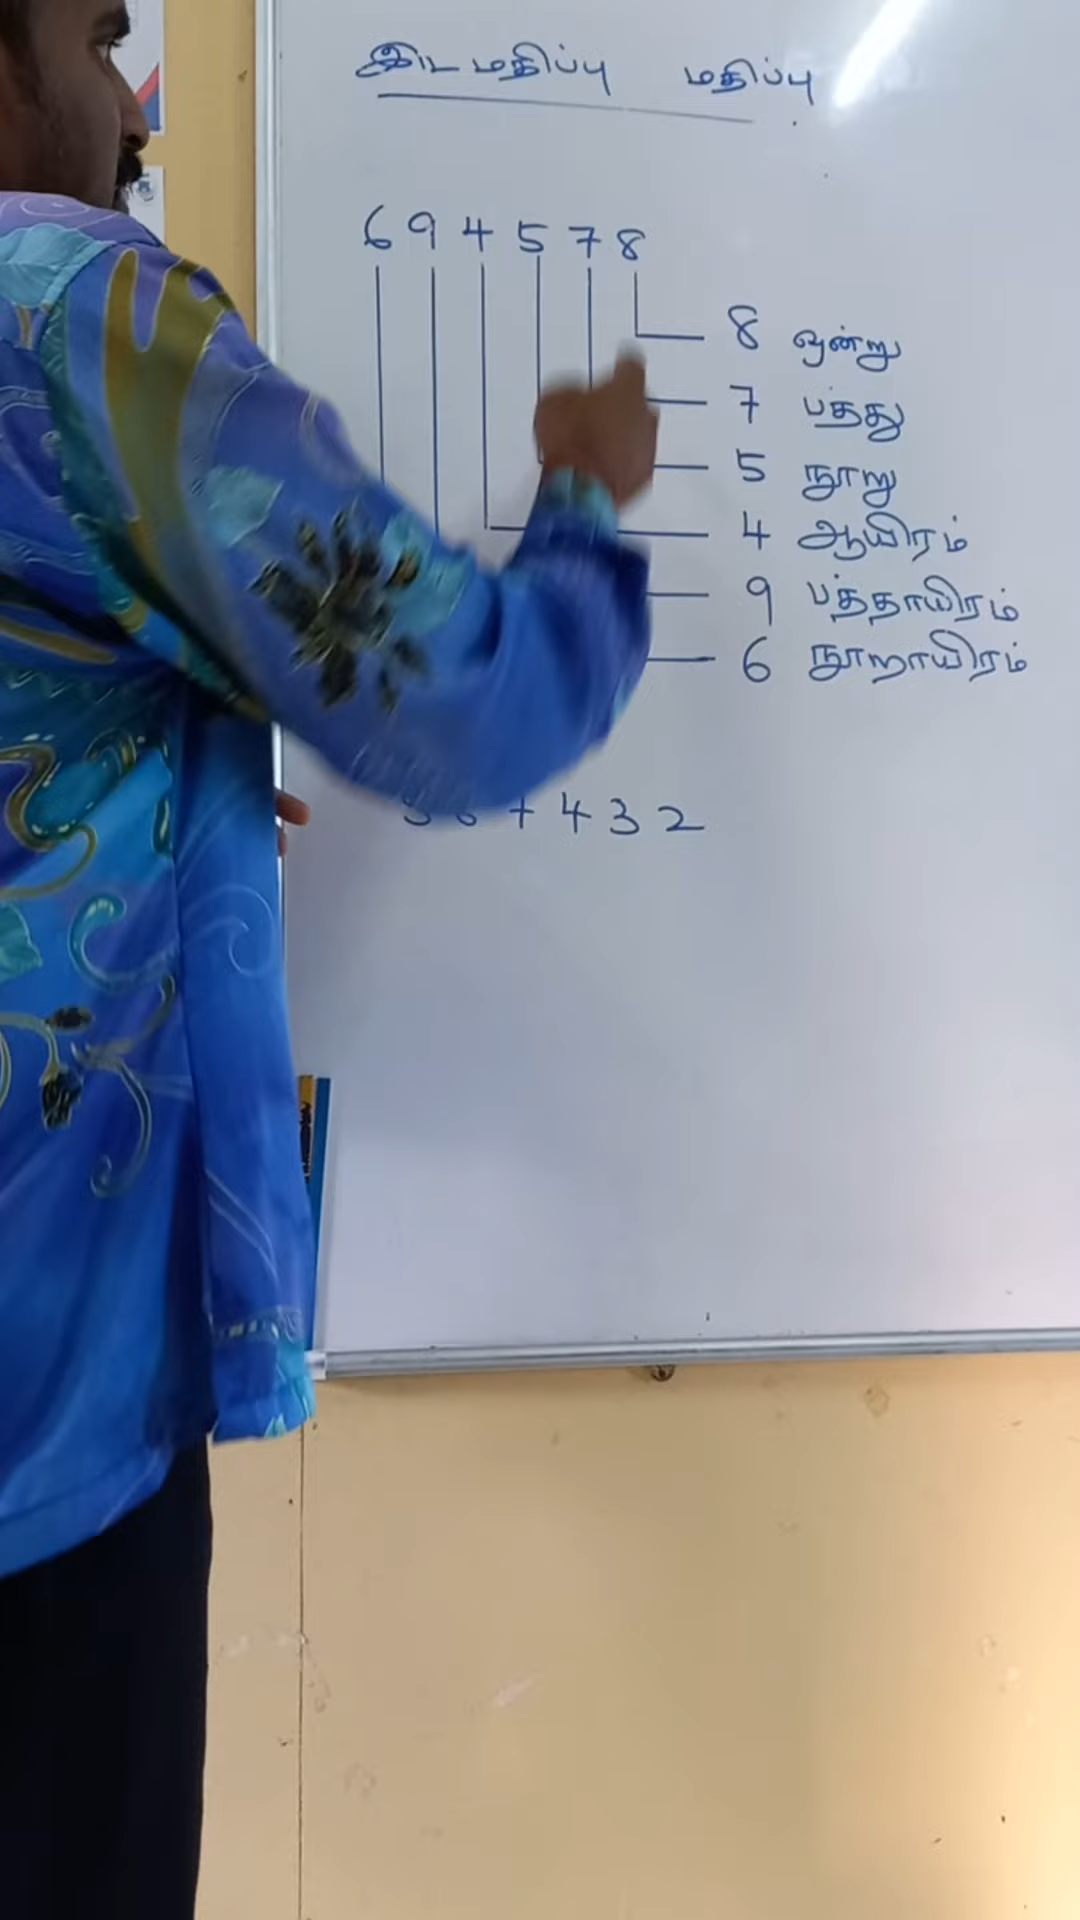 இடமதிப்பு மதிப்பு
694578
8 ஒன்று
7 பத்து
5 நூறு
4 ஆயிரம்
9 பத்தாயிரம்
6 நூறாயிரம்
432